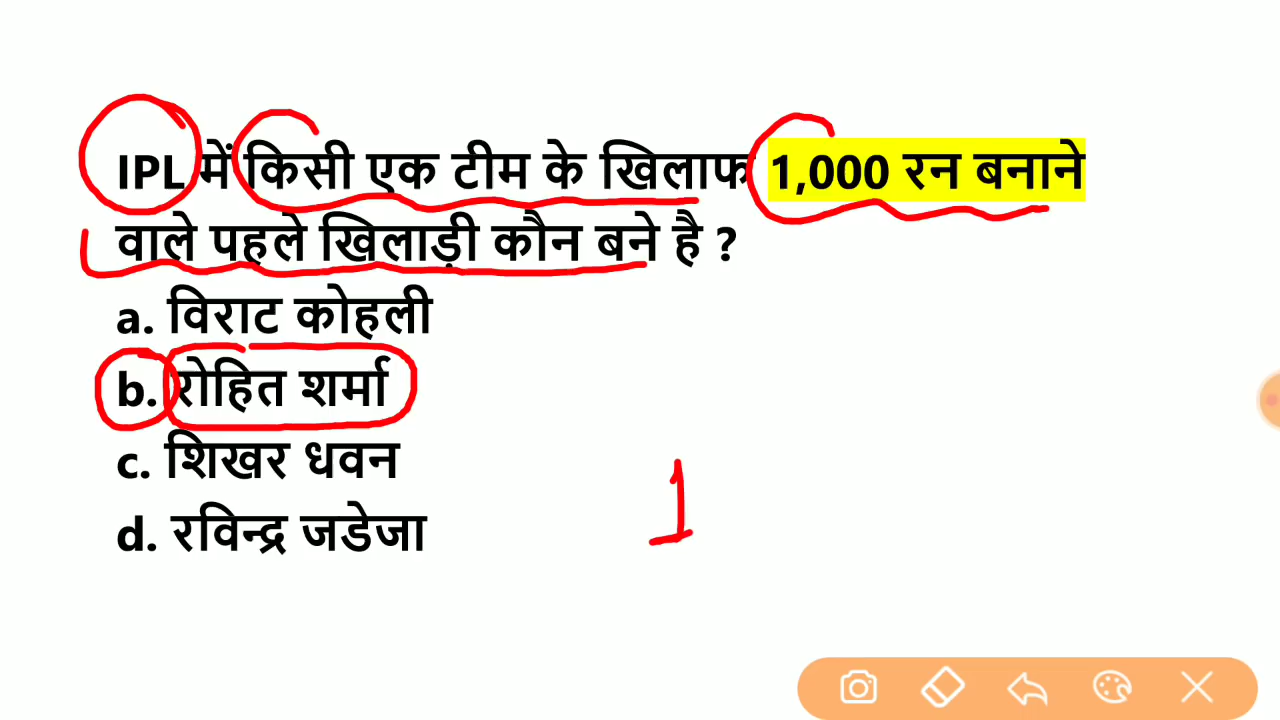 IPL में किसी एक टीम के खिलाफ 1,000 रन बनाने
वाले पहले खिलाड़ी कौन बने है ?
a. विराट कोहली
b. रोहित शर्मा
c. शिखर धवन
d. रविन्द्र जडेजा
1